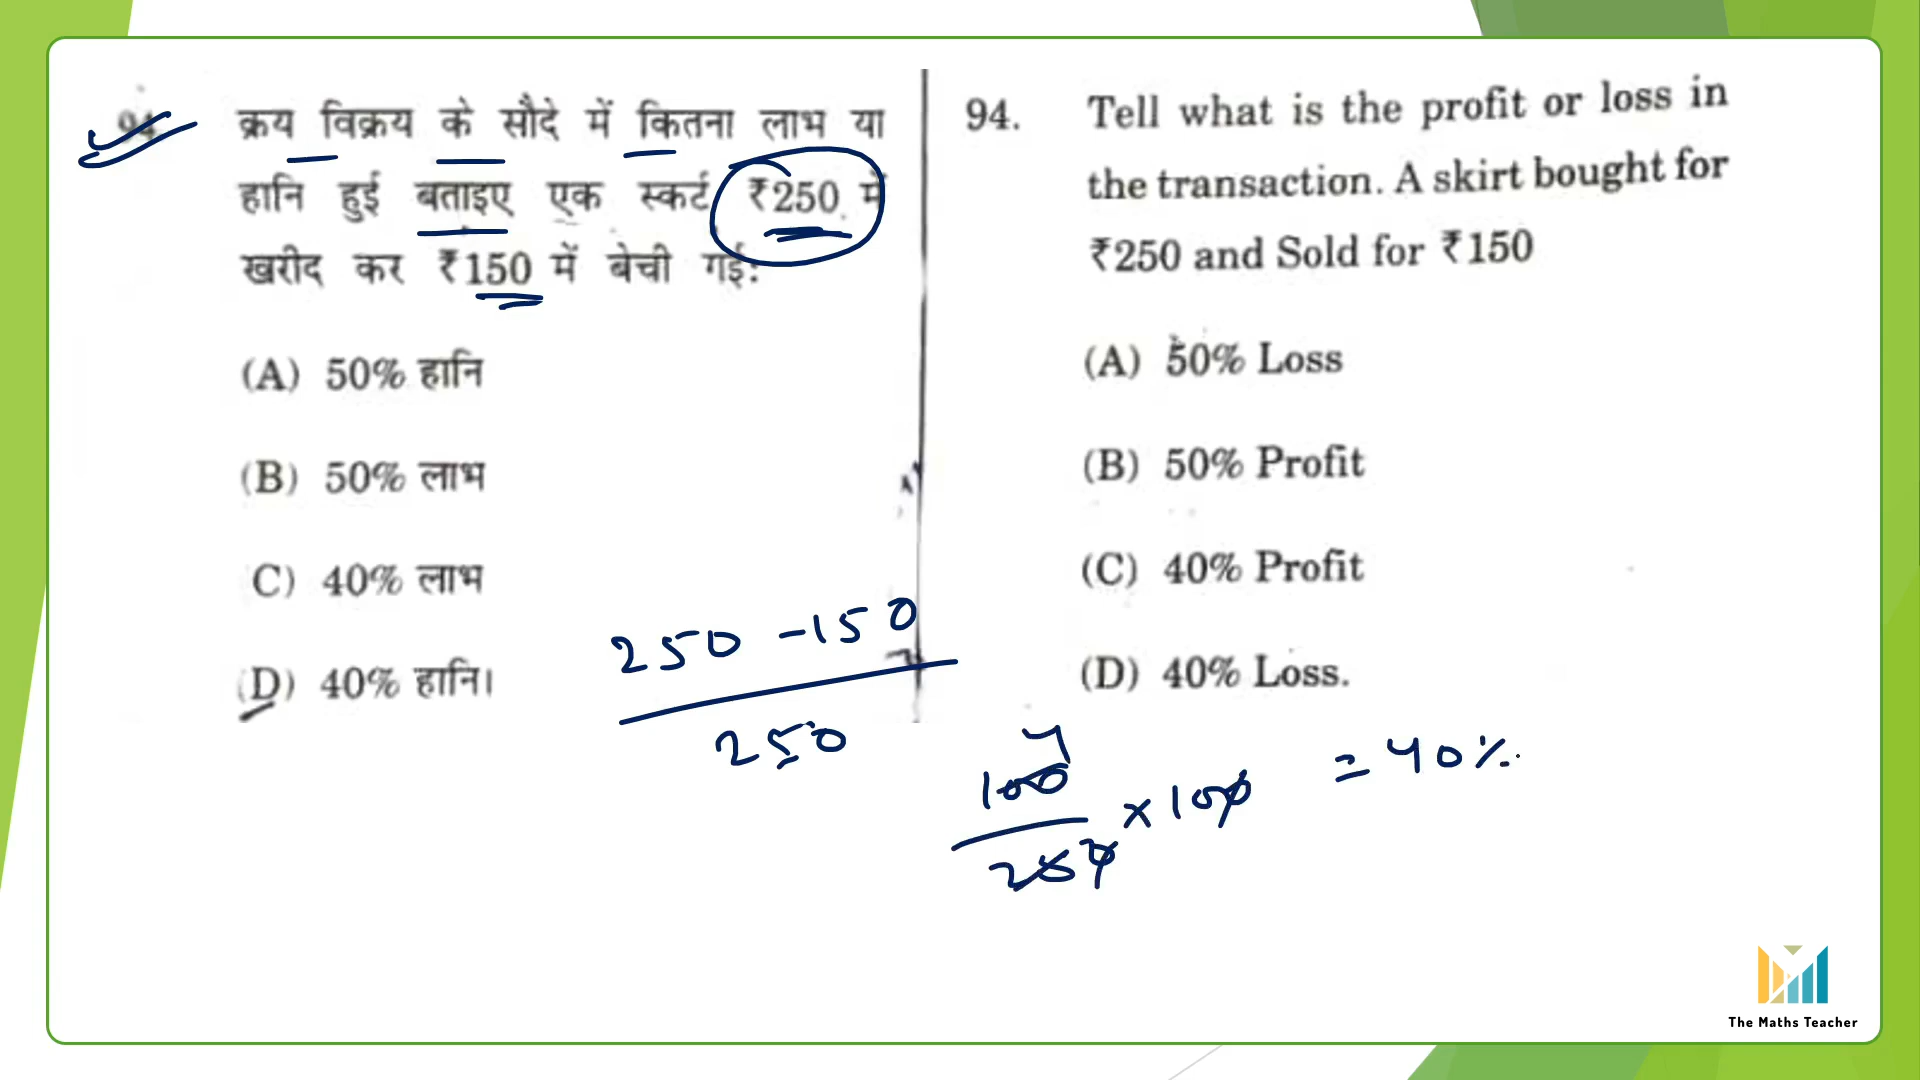 94. क्रय विक्रय के सौदे में कितना लाभ या
हानि हुई बताइए एक स्कर्ट ₹250 में
खरीद कर ₹150 में बेची गई:
(A) 50% हानि
(B) 50% लाभ
C) 40% लाभ
(D) 40% हानि।
94. Tell what is the profit or loss in
the transaction. A skirt bought for
₹250 and Sold for ₹150
(A) 50% Loss
(B) 50% Profit
(C) 40% Profit
(D) 40% Loss.
250 - 150
250
4
100
250 × 100 = 40%
The Maths Teacher